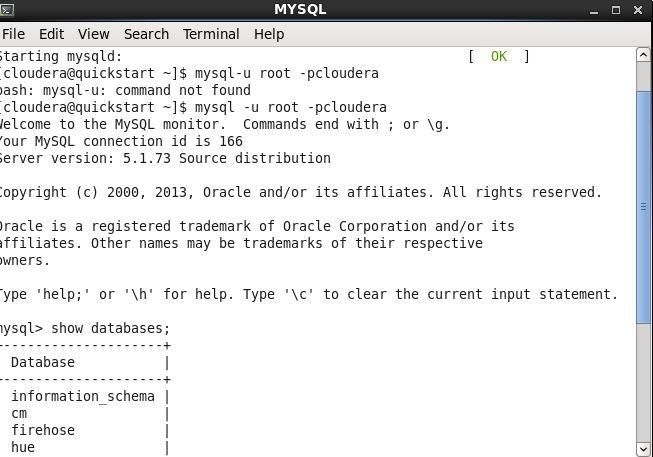 MYSQL
File Edit View Search Terminal Help
Starting mysqld: [ OK ]
[cloudera@quickstart ~]$ mysql-u root -pcloudera
bash: mysql-u: command not found
[cloudera@quickstart ~]$ mysql -u root -pcloudera
Welcome to the MySQL monitor. Commands end with ; or \g.
Your MySQL connection id is 166
Server version: 5.1.73 Source distribution
Copyright (c) 2000, 2013, Oracle and/or its affiliates. All rights reserved.
Oracle is a registered trademark of Oracle Corporation and/or its
affiliates. Other names may be trademarks of their respective
owners.
Type 'help;' or '\h' for help. Type '\c' to clear the current input statement.
mysql> show databases;
--------------------+
Database |
--------------------+
information_schema |
cm |
firehose |
hue |